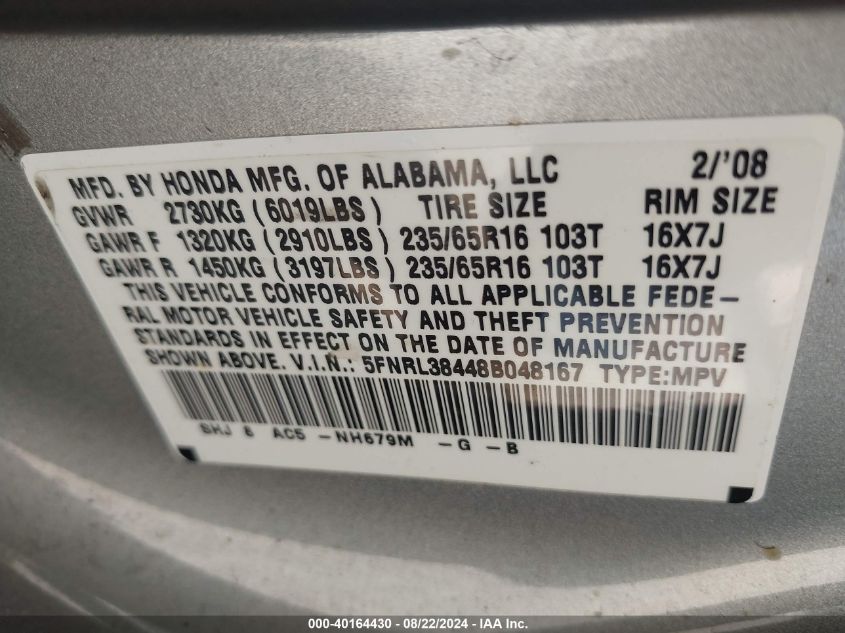 MFD. BY HONDA MFG. OF ALABAMA, LLC 2/'08
GVWR 2730KG (6019LBS) TIRE SIZE RIM SIZE
GAWR F 1320KG (2910LBS) 235/65R16 103T 16X7J
GAWR R 1450KG (3197LBS) 235/65R16 103T 16X7J
THIS VEHICLE CONFORMS TO ALL APPLICABLE FEDE-
RAL MOTOR VEHICLE SAFETY AND THEFT PREVENTION
STANDARDS IN EFFECT ON THE DATE OF MANUFACTURE
SHOWN ABOVE. V.I.N.: 5FNRL38448B048167 TYPE:MPV
SHJ 8 AC5 -NH679M -G -B
000-40164430 - 08/22/2024 - IAA Inc.